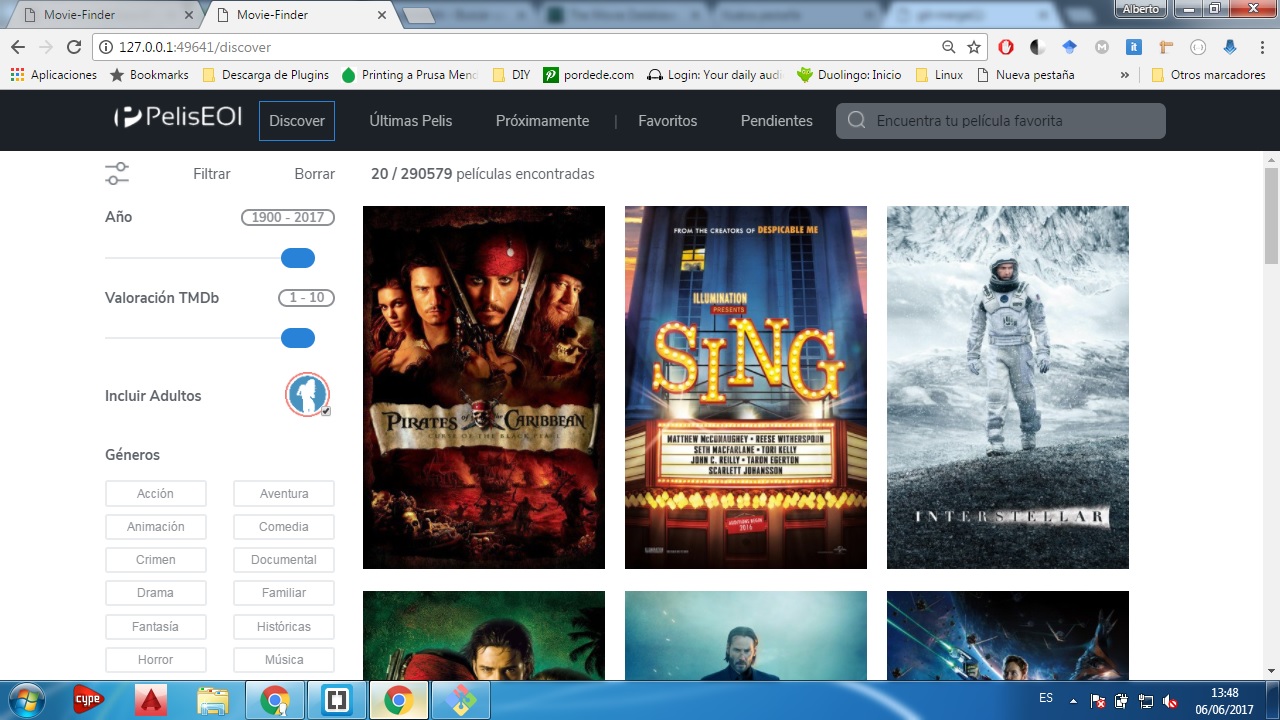 Movie-Finder
Movie-Finder
Alberto
127.0.0.1:49641/discover
Aplicaciones
Bookmarks
Descarga de Plugins
Printing a Prusa Meno
DIY
pordede.com
Login: Your daily aud
Duolingo: Inicio
Linux
Nueva pestaña
»
Otros marcadores
PelisEOI
Discover
Últimas Pelis
Próximamente
|
Favoritos
Pendientes
Encuentra tu película favorita
Filtrar
Borrar
20 / 290579 películas encontradas
Año
1900 - 2017
Valoración TMDb
1 - 10
Incluir Adultos
Géneros
Acción
Aventura
Animación
Comedia
Crimen
Documental
Drama
Familiar
Fantasía
Históricas
Horror
Música
PIRATES of the CARIBBEAN
CURSE OF THE BLACK PEARL
FROM THE CREATORS OF DESPICABLE ME
ILLUMINATION
PRESENTS
SING
MATTHEW McCONAUGHEY • REESE WITHERSPOON
SETH MACFARLANE • TORI KELLY
JOHN C. REILLY • TARON EGERTON
SCARLETT JOHANSSON
AUDITIONS BEGIN
2016
INTERSTELLAR
cype
ES
13:48
06/06/2017